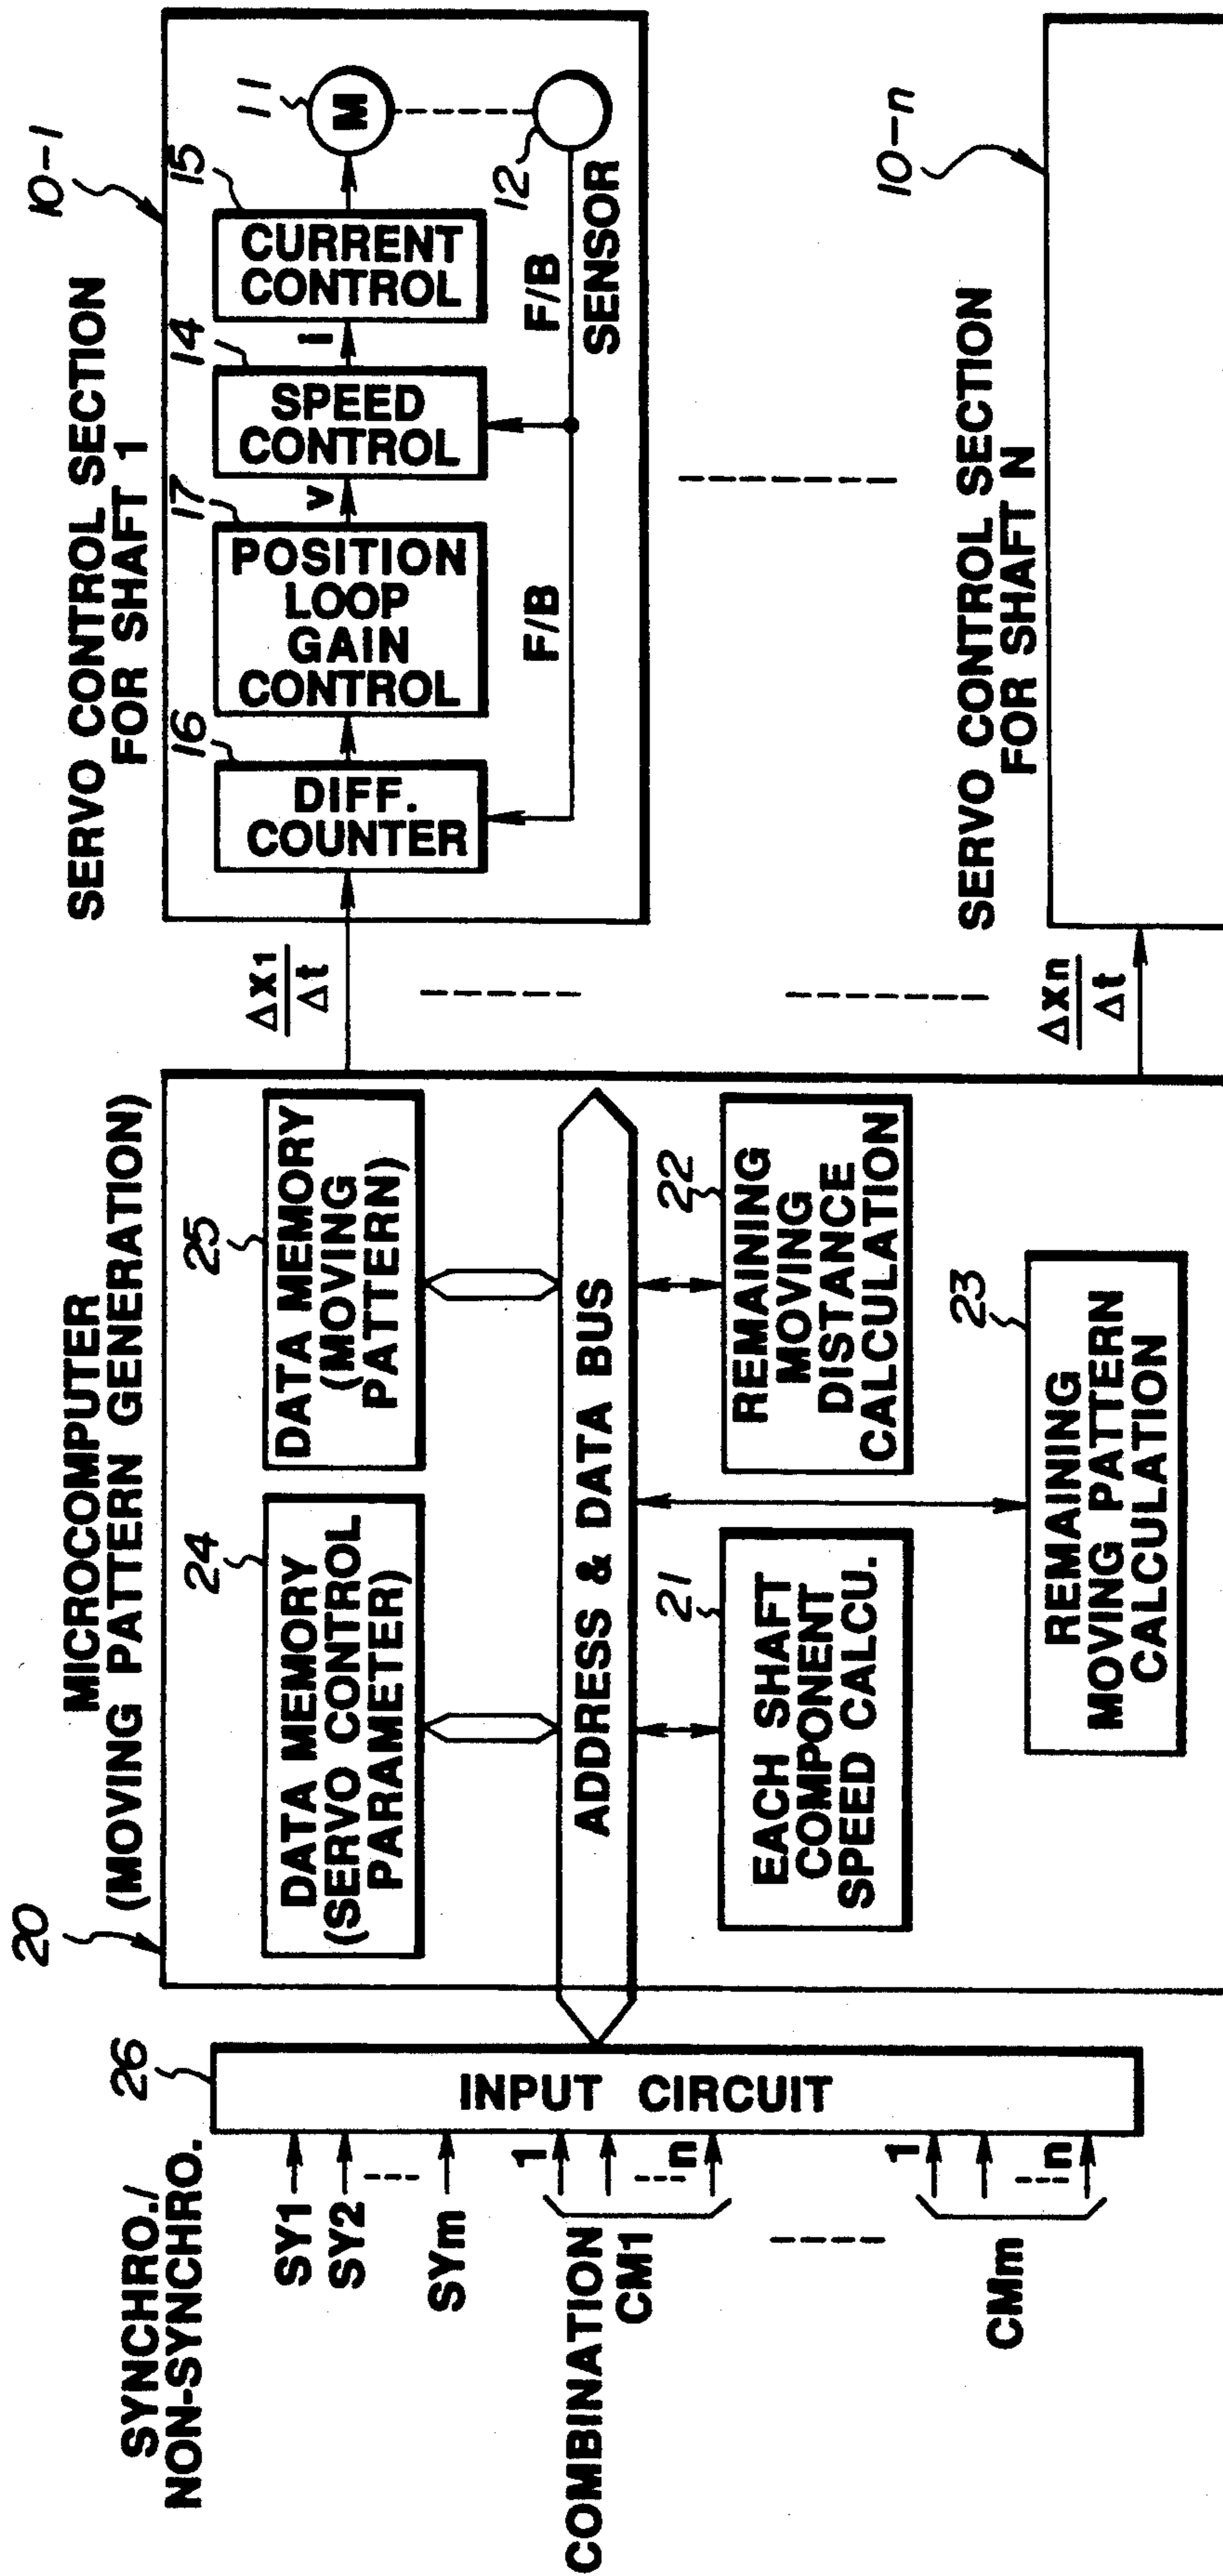 SYNCHRO./
NON-SYNCHRO.
SY1
SY2
SYm
COMBINATION
CM1
1
n
CMm
1
n
26
INPUT CIRCUIT
20
MICROCOMPUTER
(MOVING PATTERN GENERATION)
24
DATA MEMORY
(SERVO CONTROL
PARAMETER)
25
DATA MEMORY
(MOVING
PATTERN)
ADDRESS & DATA BUS
21
EACH SHAFT
COMPONENT
SPEED CALCU.
22
REMAINING
MOVING
DISTANCE
CALCULATION
23
REMAINING
MOVING PATTERN
CALCULATION
ΔX1
Δt
ΔXn
Δt
SERVO CONTROL SECTION
FOR SHAFT 1
10-1
16
DIFF.
COUNTER
17
POSITION
LOOP
GAIN
CONTROL
v
14
SPEED
CONTROL
i
15
CURRENT
CONTROL
11
M
12
F/B
F/B
SENSOR
SERVO CONTROL SECTION
FOR SHAFT N
10-n